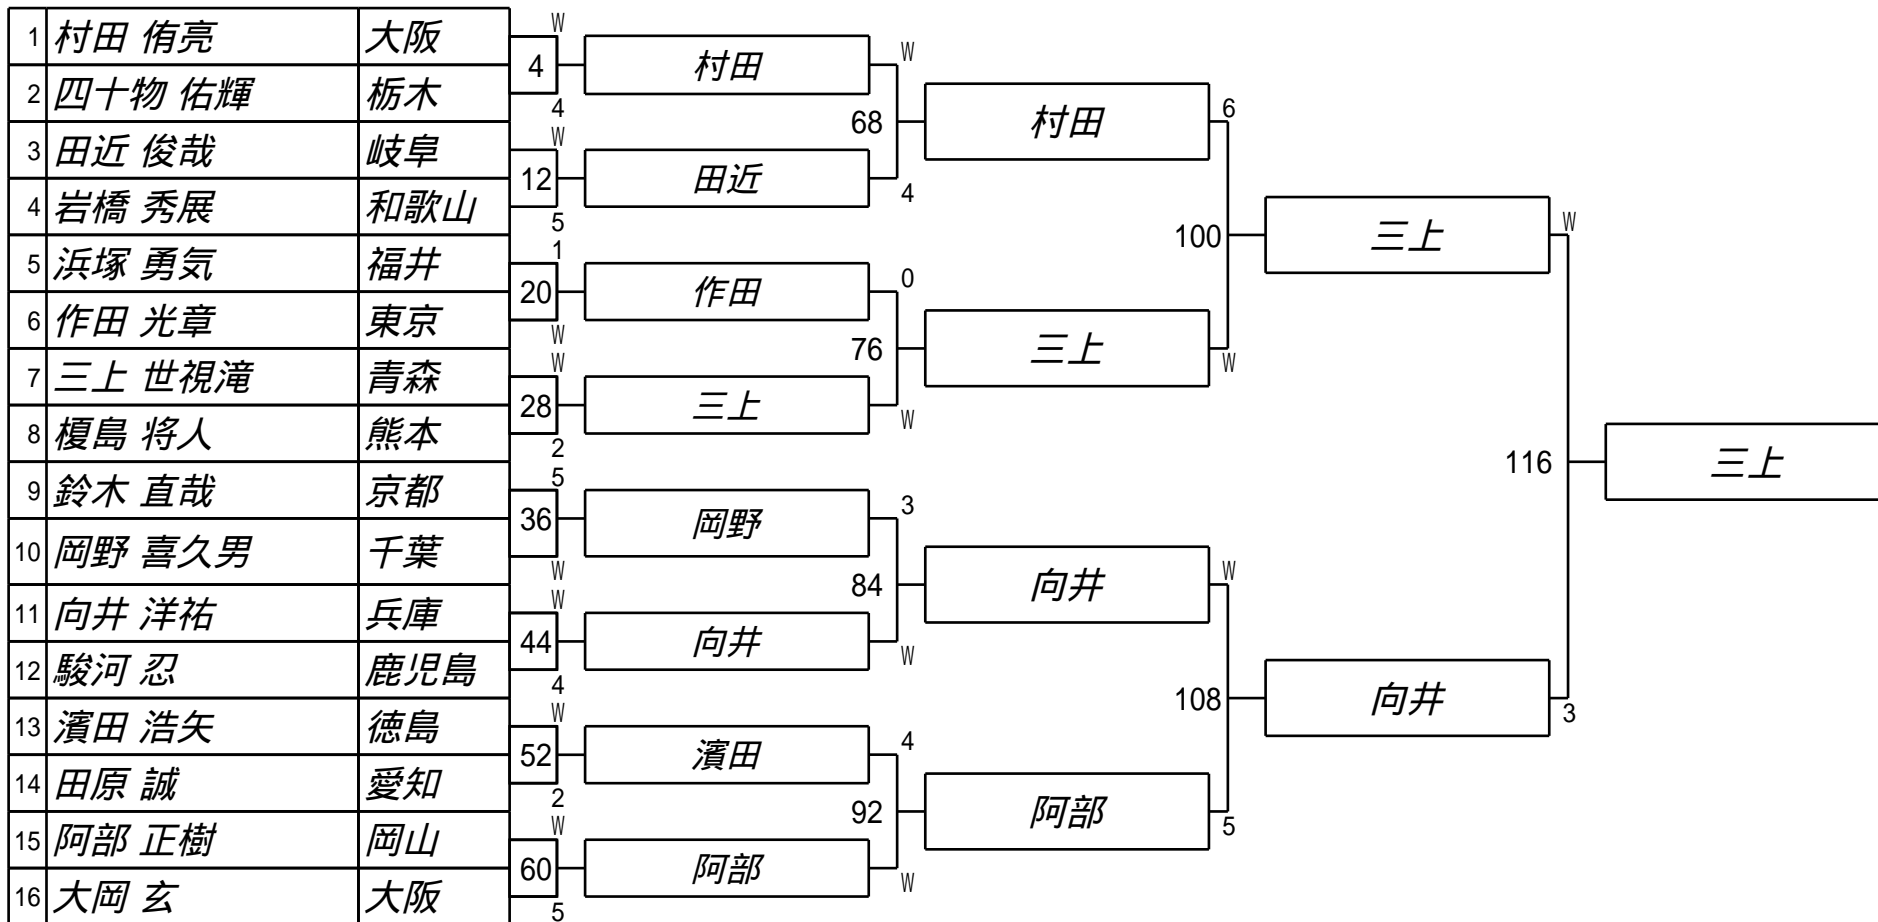 1 村田 侑亮 大阪
2 四十物 佑輝 栃木
3 田近 俊哉 岐阜
4 岩橋 秀展 和歌山
5 浜塚 勇気 福井
6 作田 光章 東京
7 三上 世視滝 青森
8 榎島 将人 熊本
9 鈴木 直哉 京都
10 岡野 喜久男 千葉
11 向井 洋祐 兵庫
12 駿河 忍 鹿児島
13 濱田 浩矢 徳島
14 田原 誠 愛知
15 阿部 正樹 岡山
16 大岡 玄 大阪
W
4
4
W
12
5
1
20
W
W
28
2
5
36
W
W
44
4
W
52
2
W
60
5
村田
田近
作田
三上
岡野
向井
濱田
阿部
W
68
4
0
76
W
3
84
W
4
92
W
村田
三上
向井
阿部
6
100
W
W
108
5
三上
向井
W
116
3
三上